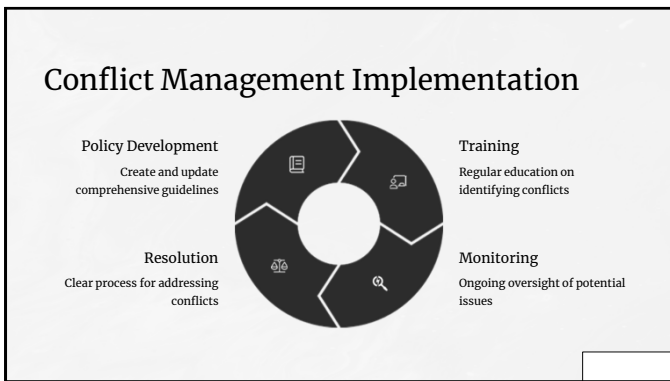 Conflict Management Implementation
Policy Development
Create and update
comprehensive guidelines
Training
Regular education on
identifying conflicts
Resolution
Clear process for addressing
conflicts
Monitoring
Ongoing oversight of potential
issues